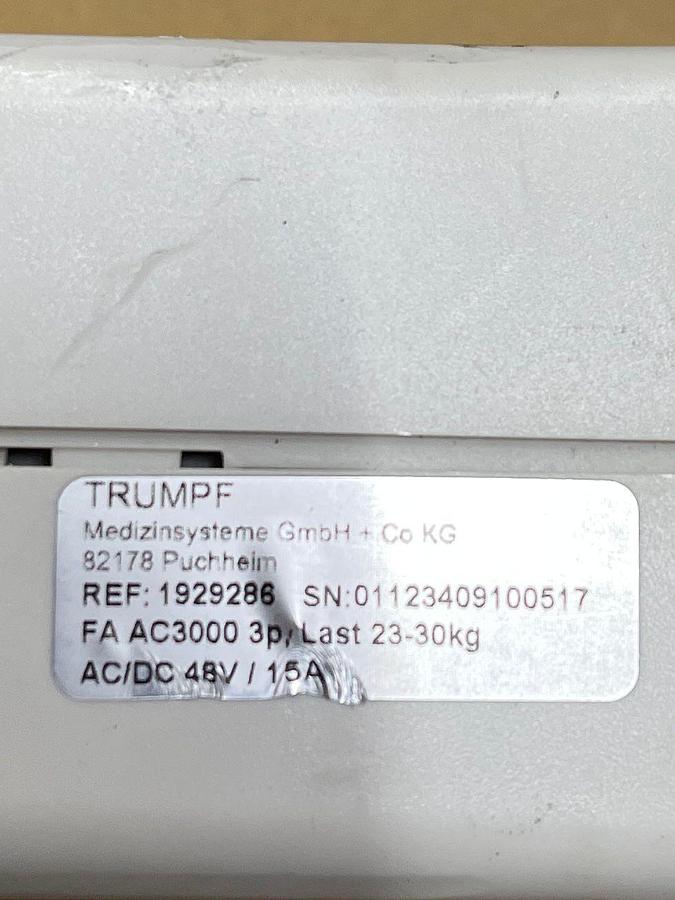 TRUMPF
Medizinsysteme GmbH + Co KG
82178 Puchheim
REF: 1929286 SN:01123409100517
FA AC3000 3p, Last 23-30kg
AC/DC 48V / 15A